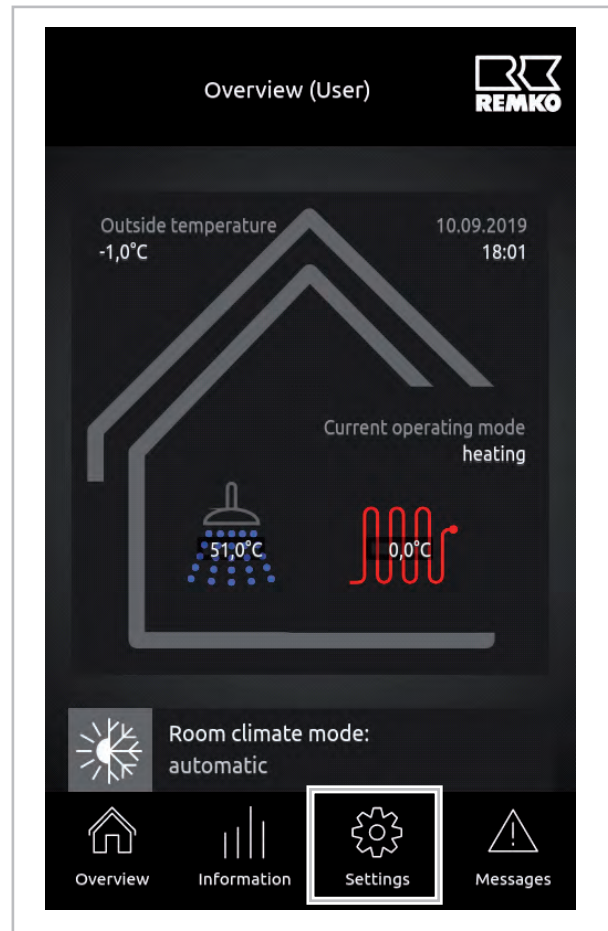 Overview (User)
REMKO
Outside temperature
-1,0°C
10.09.2019
18:01
Current operating mode
heating
51,0°C
0,0°C
Room climate mode:
automatic
Overview
Information
Settings
Messages